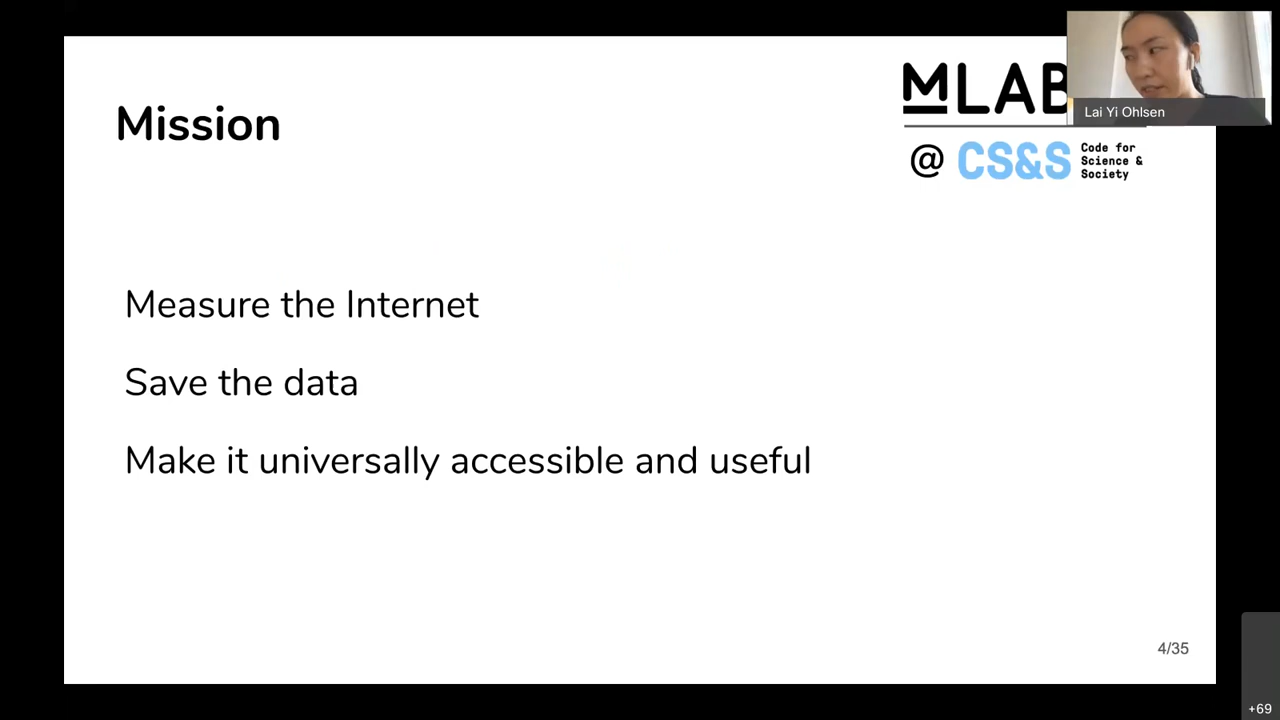 Mission
MLAB
Lai Yi Ohlsen
@ CS&S Code for
Science &
Society
Measure the Internet
Save the data
Make it universally accessible and useful
4/35
+69